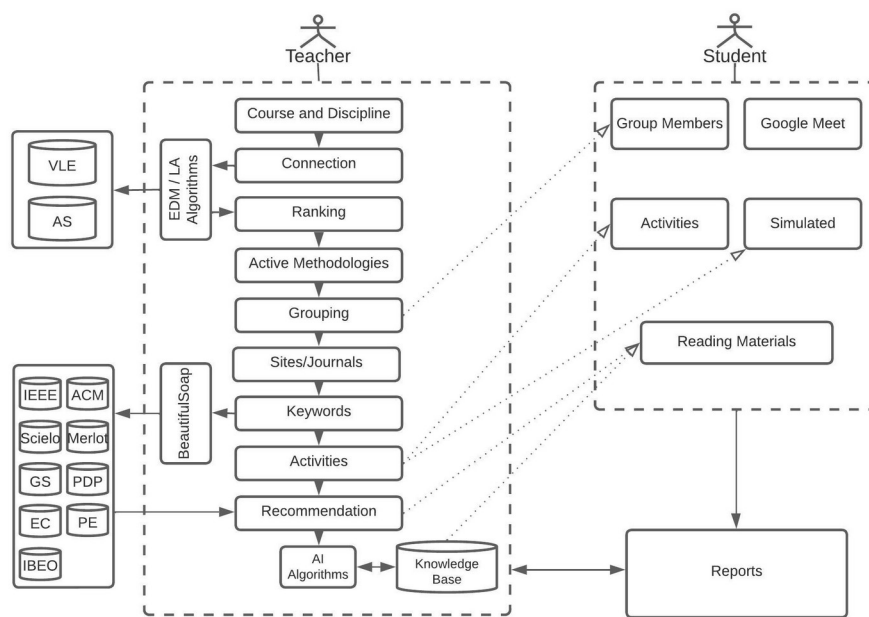 Teacher
Student
Course and Discipline
Group Members
Google Meet
VLE
EDM / LA
Algorithms
Connection
AS
Ranking
Activities
Simulated
Active Methodologies
Grouping
Reading Materials
Sites/Journals
IEEE
ACM
BeautifulSoap
Keywords
Scielo
Merlot
Activities
GS
PDP
Recommendation
EC
PE
IBEO
AI
Algorithms
Knowledge
Base
Reports